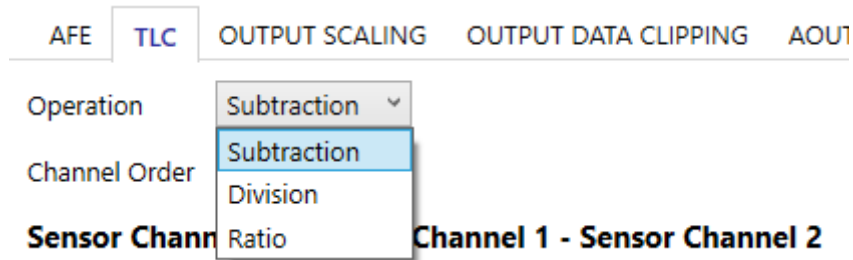 AFE TLC OUTPUT SCALING OUTPUT DATA CLIPPING AOUT
Operation Subtraction
Subtraction
Channel Order
Division
Ratio
Sensor Chann Channel 1 - Sensor Channel 2